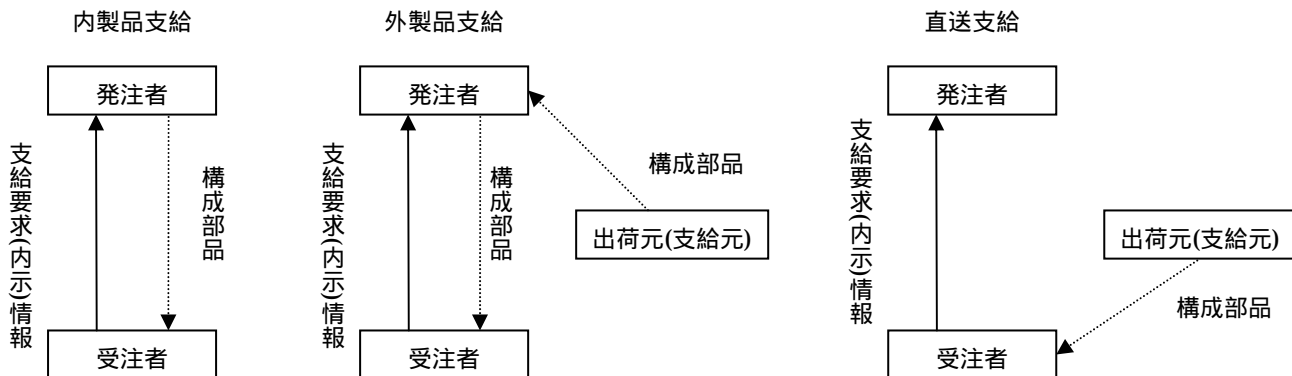 内製品支給
発注者
支給要求(内示)情報
構成部品
受注者
外製品支給
発注者
支給要求(内示)情報
構成部品
構成部品
出荷元(支給元)
受注者
直送支給
発注者
支給要求(内示)情報
出荷元(支給元)
構成部品
受注者